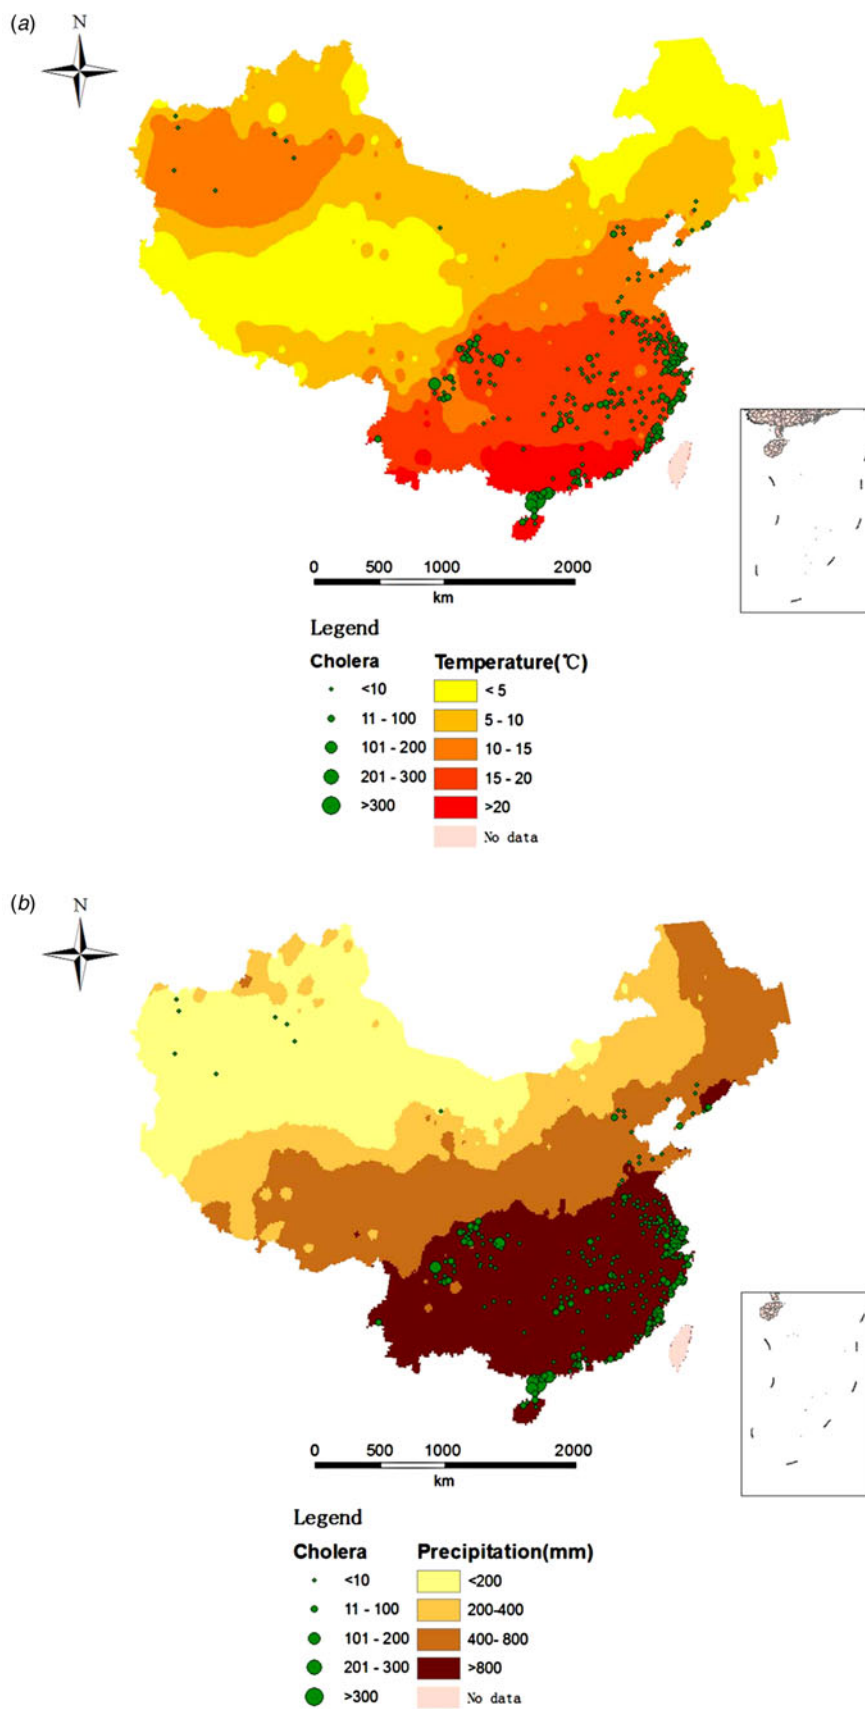 (a)
N
0 500 1000 2000
km
Legend
Cholera Temperature(℃)
<10 < 5
11 - 100 5 - 10
101 - 200 10 - 15
201 - 300 15 - 20
>300 >20
No data
(b)
N
0 500 1000 2000
km
Legend
Cholera Precipitation(mm)
<10 <200
11 - 100 200-400
101 - 200 400- 800
201 - 300 >800
>300 No data